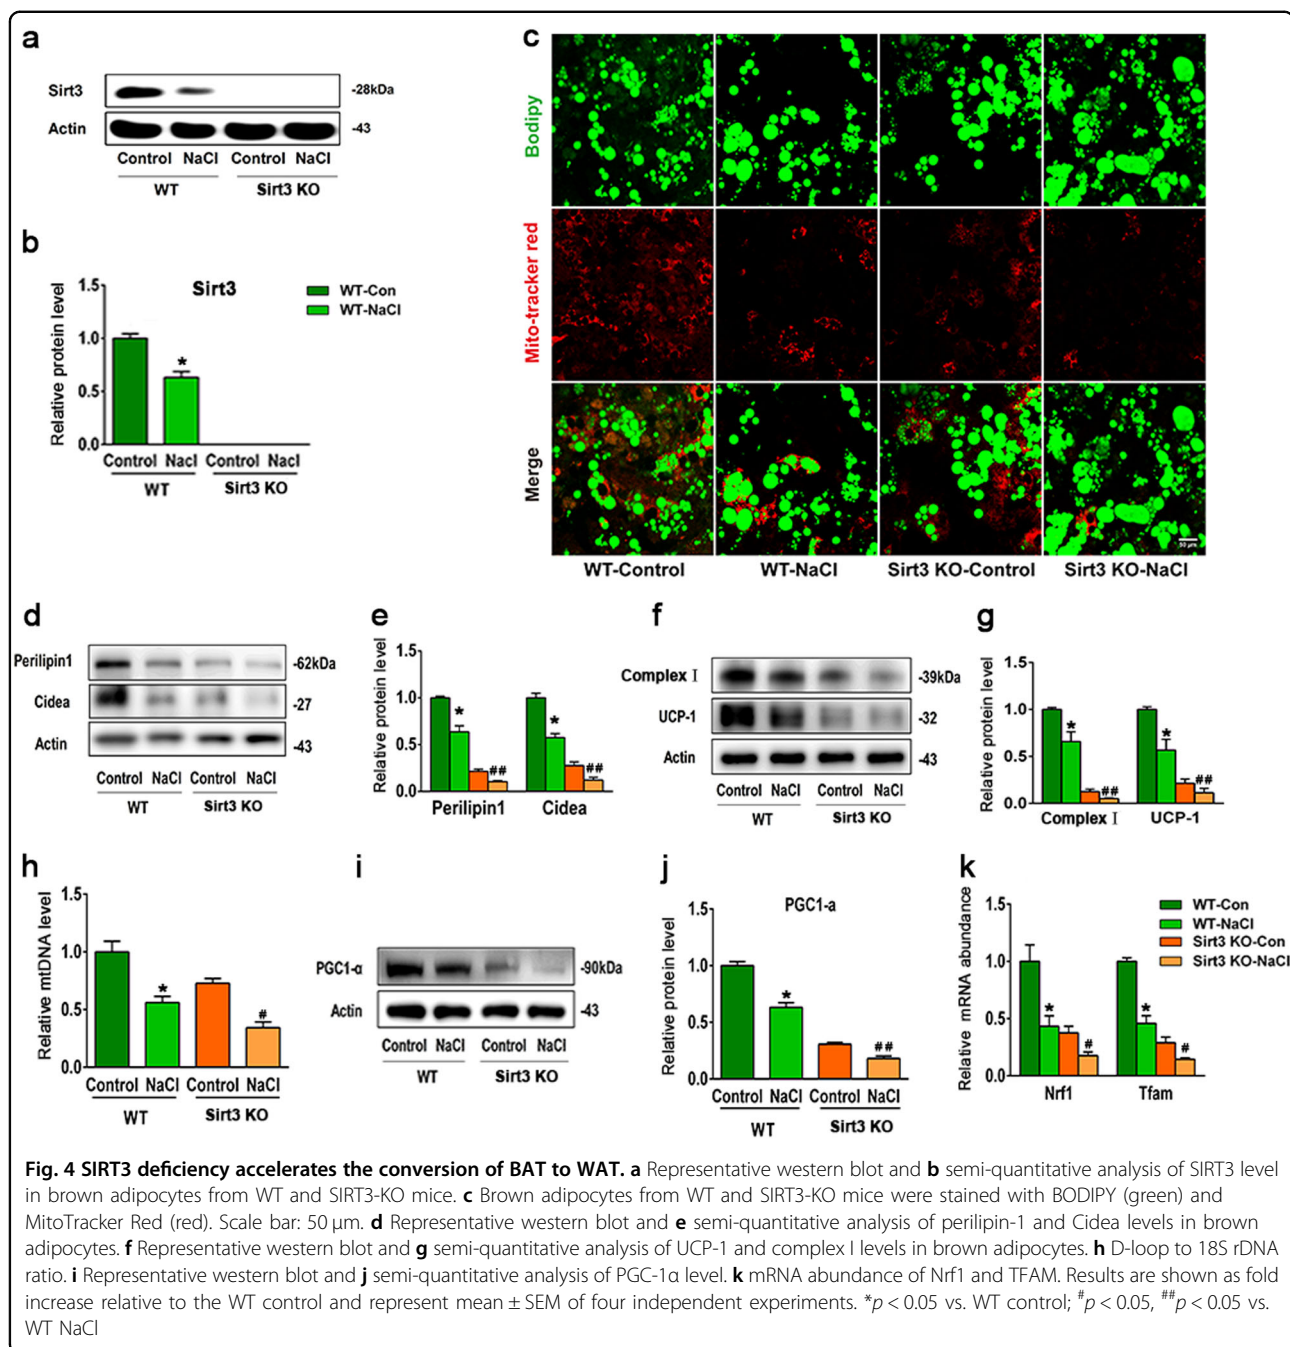 a
Sirt3
-28kDa
Actin
-43
Control NaCl Control NaCl
WT Sirt3 KO
b
Sirt3
WT-Con
WT-NaCl
Relative protein level
1.5
1.0
*
0.5
0.0
Control Nacl Control Nacl
WT Sirt3 KO
c
Bodipy
Mito-tracker red
Merge
50 µm
WT-Control WT-NaCl Sirt3 KO-Control Sirt3 KO-NaCl
d
Perilipin1
-62kDa
Cidea
-27
Actin
-43
Control NaCl Control NaCl
WT Sirt3 KO
e
Relative protein level
1.5
1.0
* *
0.5
## ##
0.0
Perilipin1 Cidea
f
Complex I
-39kDa
UCP-1
-32
Actin
-43
Control NaCl Control NaCl
WT Sirt3 KO
g
Relative protein level
1.5
1.0
* *
0.5
## ##
0.0
Complex I UCP-1
h
Relative mtDNA level
1.5
1.0
*
0.5
#
0.0
Control NaCl Control NaCl
WT Sirt3 KO
i
PGC1-α
-90kDa
Actin
-43
Control NaCl Control NaCl
WT Sirt3 KO
j
PGC1-a
Relative protein level
1.5
1.0
*
0.5
##
0.0
Control NaCl Control NaCl
WT Sirt3 KO
k
WT-Con
WT-NaCl
Sirt3 KO-Con
Sirt3 KO-NaCl
Relative mRNA abundance
1.5
1.0
* *
0.5
# #
0.0
Nrf1 Tfam
Fig. 4 SIRT3 deficiency accelerates the conversion of BAT to WAT. a Representative western blot and b semi-quantitative analysis of SIRT3 level
in brown adipocytes from WT and SIRT3-KO mice. c Brown adipocytes from WT and SIRT3-KO mice were stained with BODIPY (green) and
MitoTracker Red (red). Scale bar: 50 µm. d Representative western blot and e semi-quantitative analysis of perilipin-1 and Cidea levels in brown
adipocytes. f Representative western blot and g semi-quantitative analysis of UCP-1 and complex I levels in brown adipocytes. h D-loop to 18S rDNA
ratio. i Representative western blot and j semi-quantitative analysis of PGC-1α level. k mRNA abundance of Nrf1 and TFAM. Results are shown as fold
increase relative to the WT control and represent mean ± SEM of four independent experiments. *p < 0.05 vs. WT control; #p < 0.05, ##p < 0.05 vs.
WT NaCl